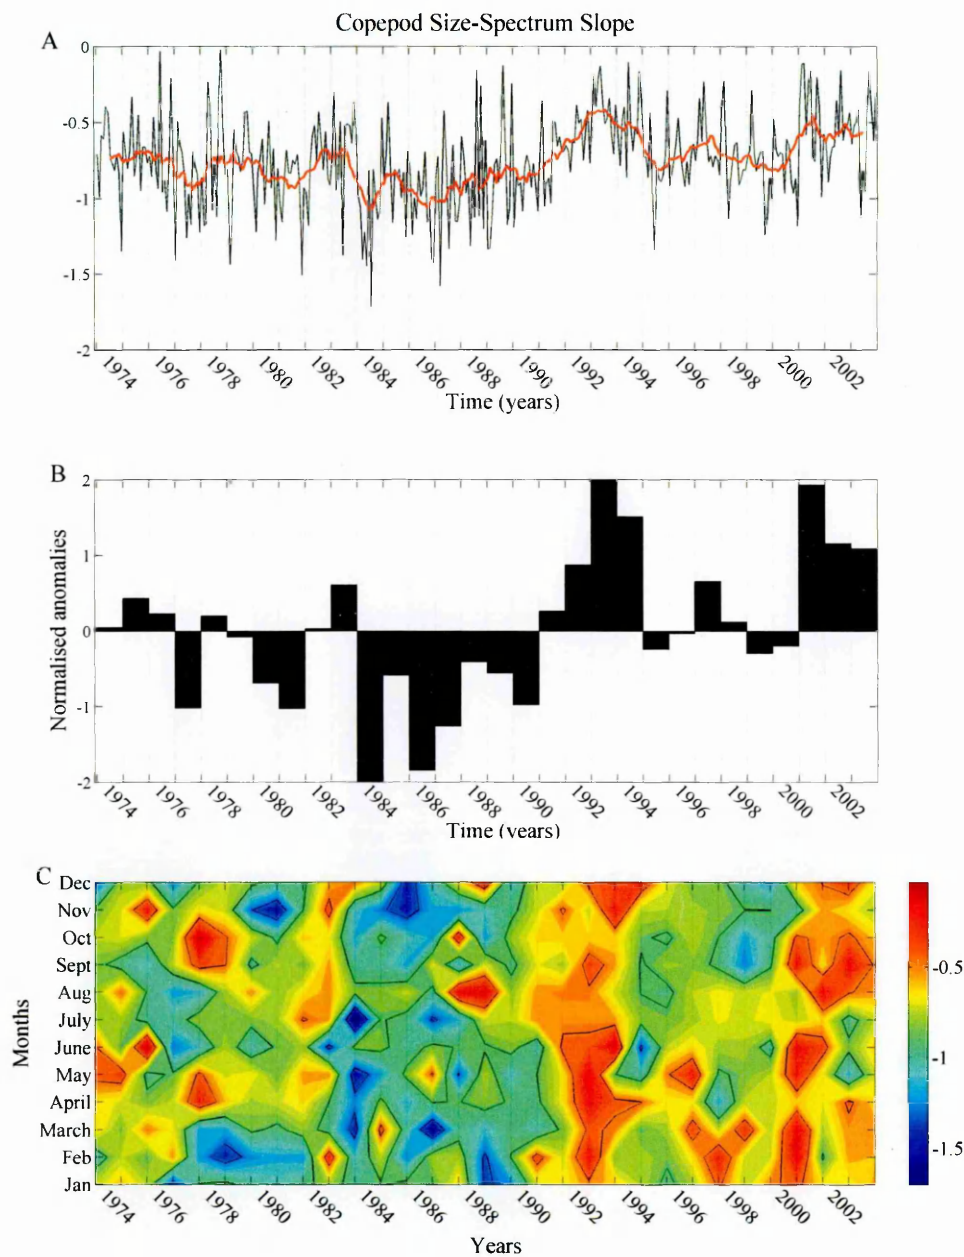 Copepod Size-Spectrum Slope
A
0
-0.5
-1
-1.5
-2
1974 1976 1978 1980 1982 1984 1986 1988 1990 1992 1994 1996 1998 2000 2002
Time (years)
B
2
1
0
-1
-2
Normalised anomalies
1974 1976 1978 1980 1982 1984 1986 1988 1990 1992 1994 1996 1998 2000 2002
Time (years)
C
Dec
Nov
Oct
Sept
Aug
July
June
May
April
March
Feb
Jan
Months
-0.5
-1
-1.5
1974 1976 1978 1980 1982 1984 1986 1988 1990 1992 1994 1996 1998 2000 2002
Years